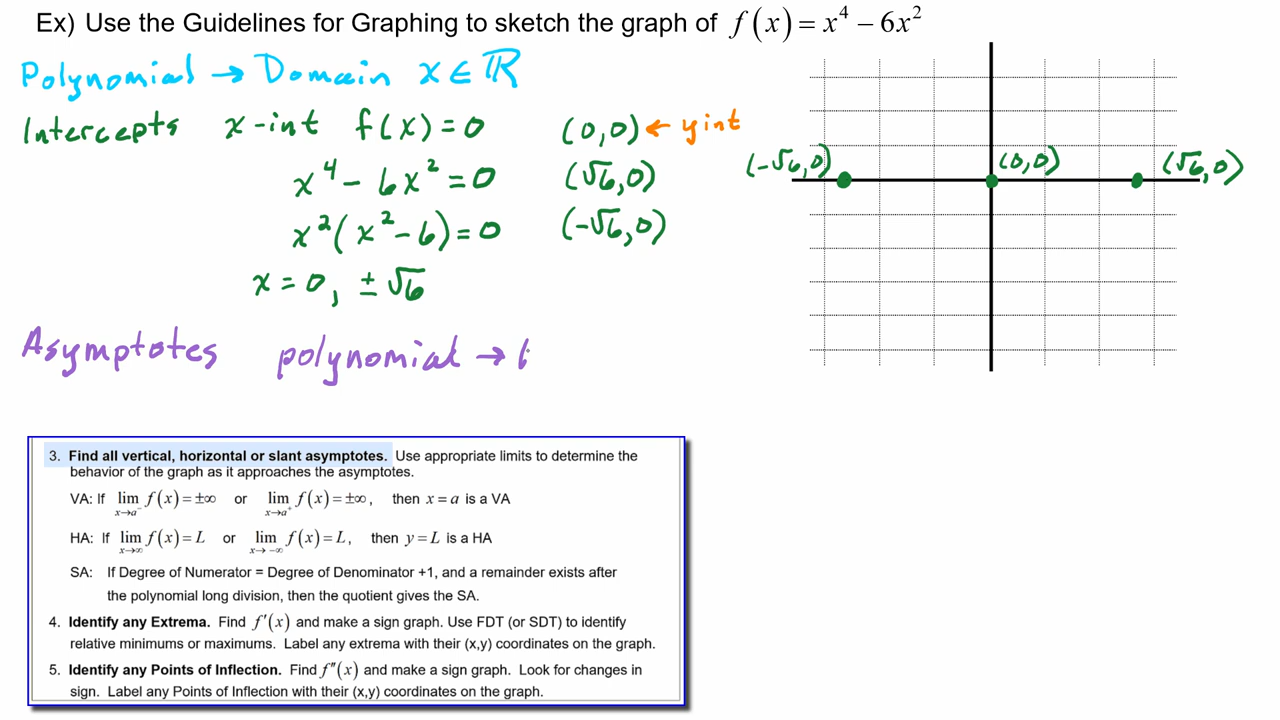 Ex) Use the Guidelines for Graphing to sketch the graph of f(x) = x⁴ − 6x²
Polynomial → Domain x ∈ ℝ
Intercepts x-int f(x) = 0 (0,0) ← y int
x⁴ − 6x² = 0 (√6,0)
x²(x² − 6) = 0 (−√6,0)
x = 0, ± √6
(−√6,0) (0,0) (√6,0)
Asymptotes polynomial →
3. Find all vertical, horizontal or slant asymptotes. Use appropriate limits to determine the
behavior of the graph as it approaches the asymptotes.
VA: If lim x→a⁻ f(x) = ±∞ or lim x→a⁺ f(x) = ±∞, then x = a is a VA
HA: If lim x→∞ f(x) = L or lim x→−∞ f(x) = L, then y = L is a HA
SA: If Degree of Numerator = Degree of Denominator +1, and a remainder exists after
the polynomial long division, then the quotient gives the SA.
4. Identify any Extrema. Find f′(x) and make a sign graph. Use FDT (or SDT) to identify
relative minimums or maximums. Label any extrema with their (x,y) coordinates on the graph.
5. Identify any Points of Inflection. Find f″(x) and make a sign graph. Look for changes in
sign. Label any Points of Inflection with their (x,y) coordinates on the graph.